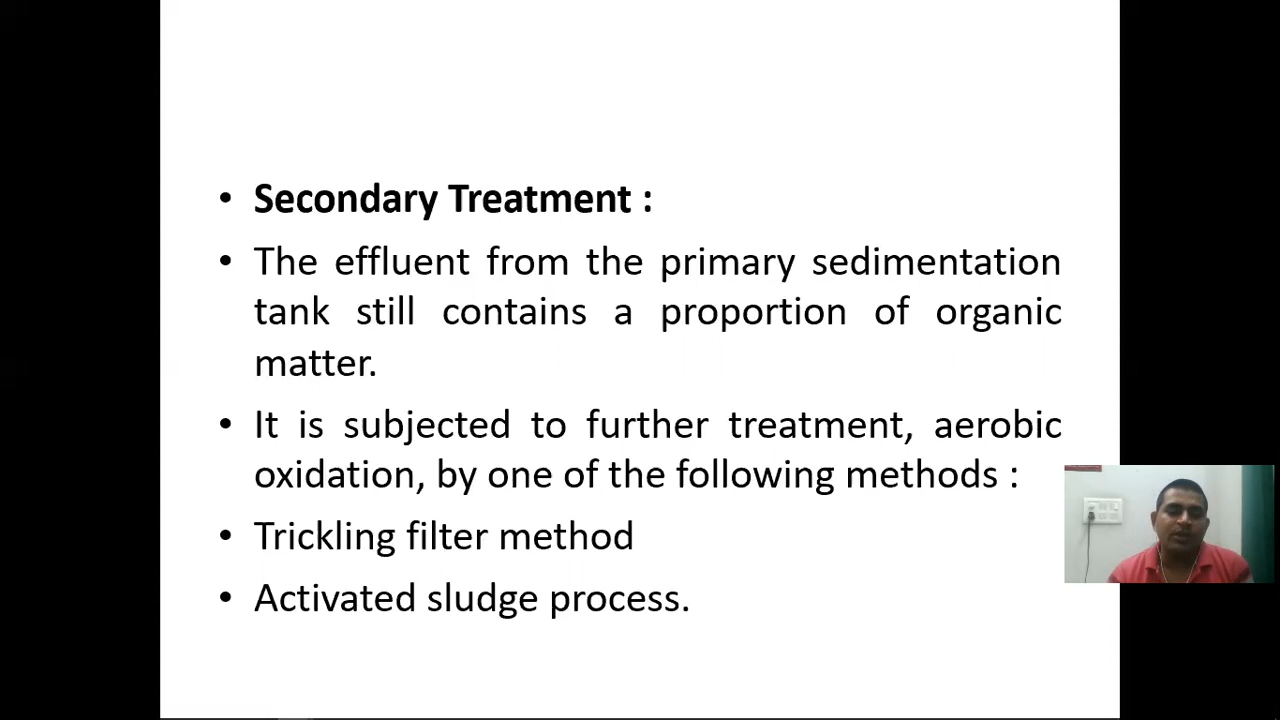 • Secondary Treatment :
• The effluent from the primary sedimentation
tank still contains a proportion of organic
matter.
• It is subjected to further treatment, aerobic
oxidation, by one of the following methods :
• Trickling filter method
• Activated sludge process.